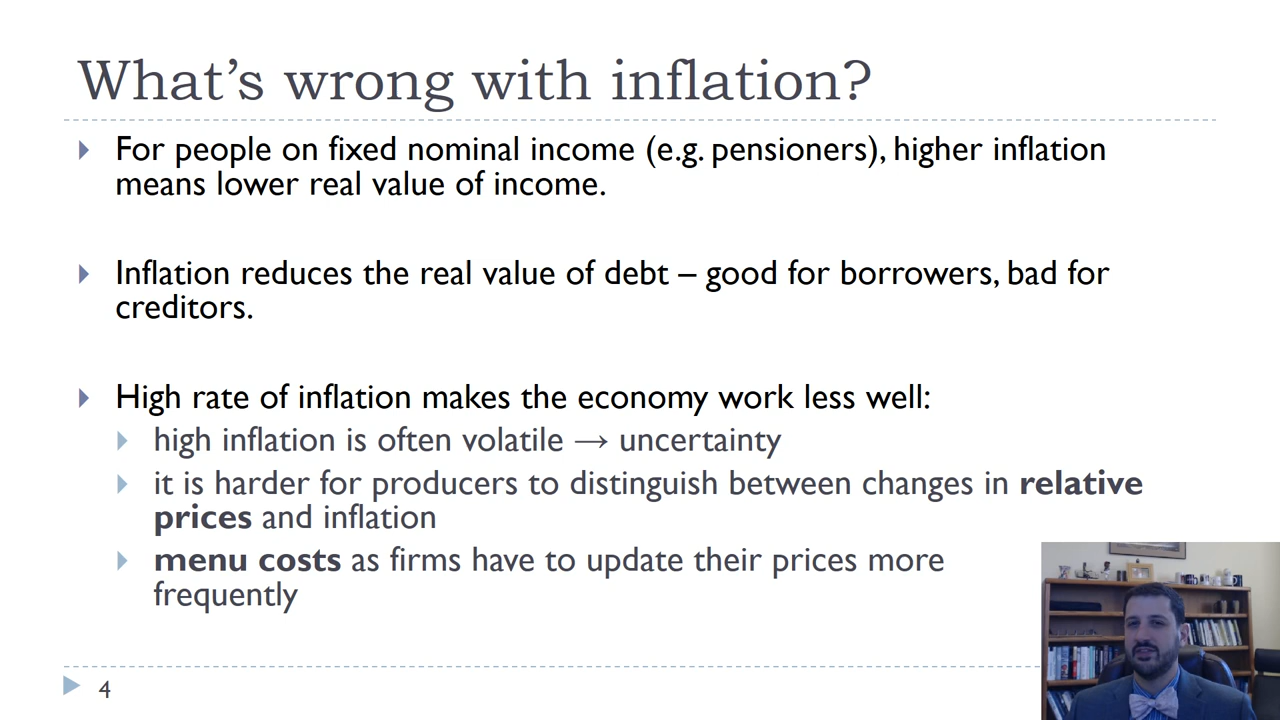 What’s wrong with inflation?
For people on fixed nominal income (e.g. pensioners), higher inflation
means lower real value of income.
Inflation reduces the real value of debt – good for borrowers, bad for
creditors.
High rate of inflation makes the economy work less well:
high inflation is often volatile → uncertainty
it is harder for producers to distinguish between changes in relative
prices and inflation
menu costs as firms have to update their prices more
frequently
4